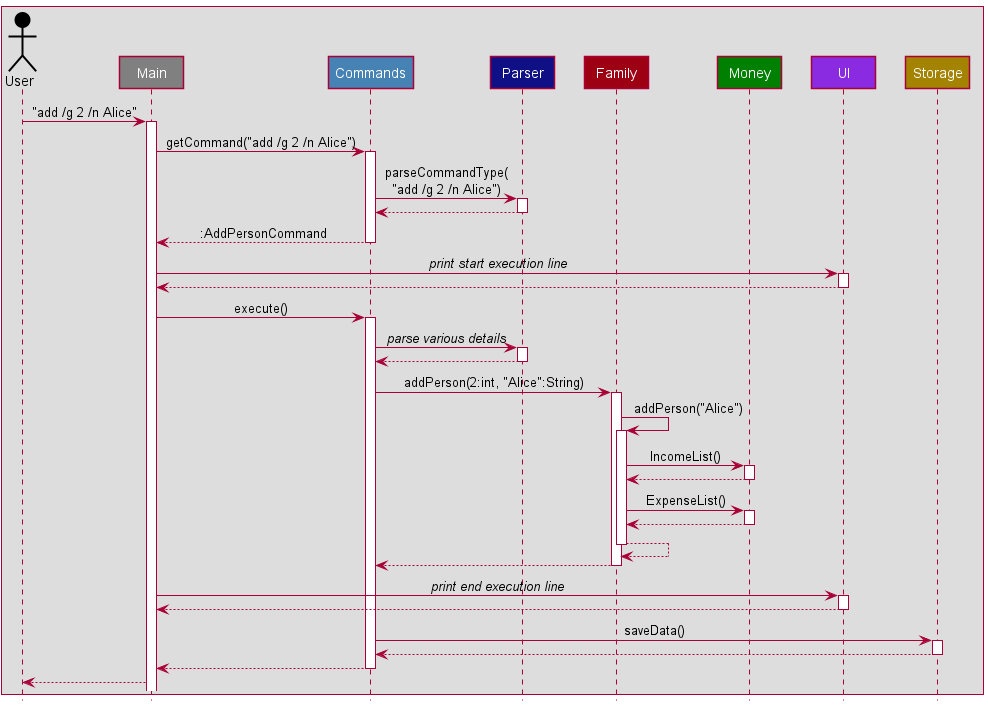 User
Main
Commands
Parser
Family
Money
UI
Storage
"add /g 2 /n Alice"
getCommand("add /g 2 /n Alice")
parseCommandType(
"add /g 2 /n Alice")
:AddPersonCommand
print start execution line
execute()
parse various details
addPerson(2:int, "Alice":String)
addPerson("Alice")
IncomeList()
ExpenseList()
print end execution line
saveData()